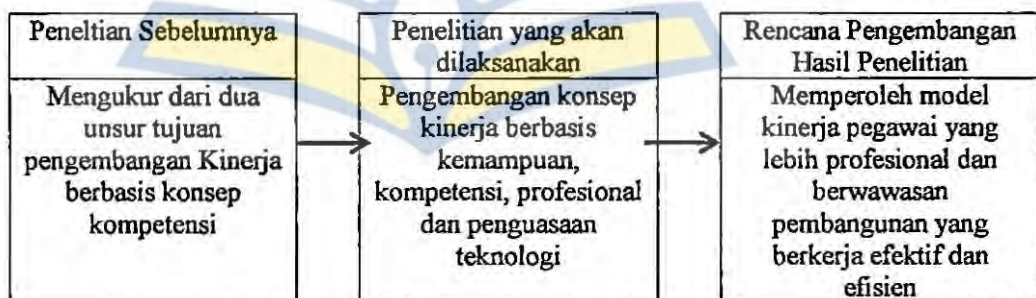 Peneltian Sebelumnya
Mengukur dari dua
unsur tujuan
pengembangan Kinerja
berbasis konsep
kompetensi
Penelitian yang akan
dilaksanakan
Pengembangan konsep
kinerja berbasis
kemampuan,
kompetensi, profesional
dan penguasaan
teknologi
Rencana Pengembangan
Hasil Penelitian
Memperoleh model
kinerja pegawai yang
lebih profesional dan
berwawasan
pembangunan yang
berkerja efektif dan
efisien